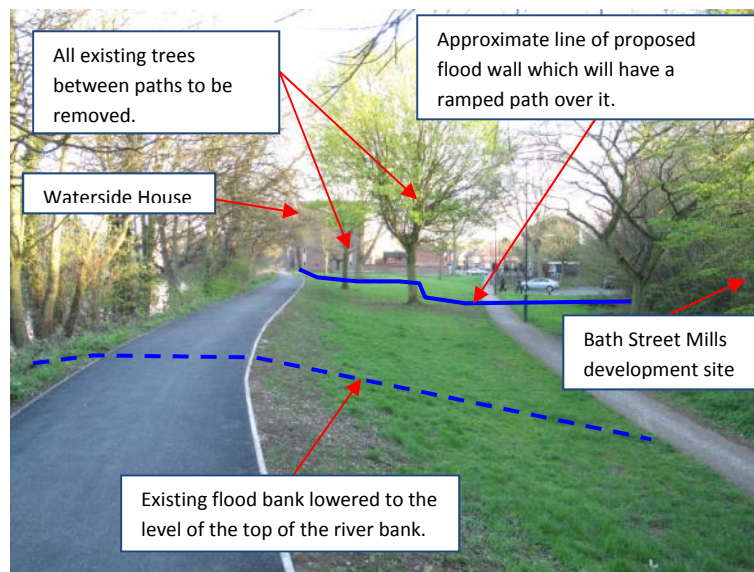 All existing trees
between paths to be
removed.
Approximate line of proposed
flood wall which will have a
ramped path over it.
Waterside House
Bath Street Mills
development site
Existing flood bank lowered to the
level of the top of the river bank.